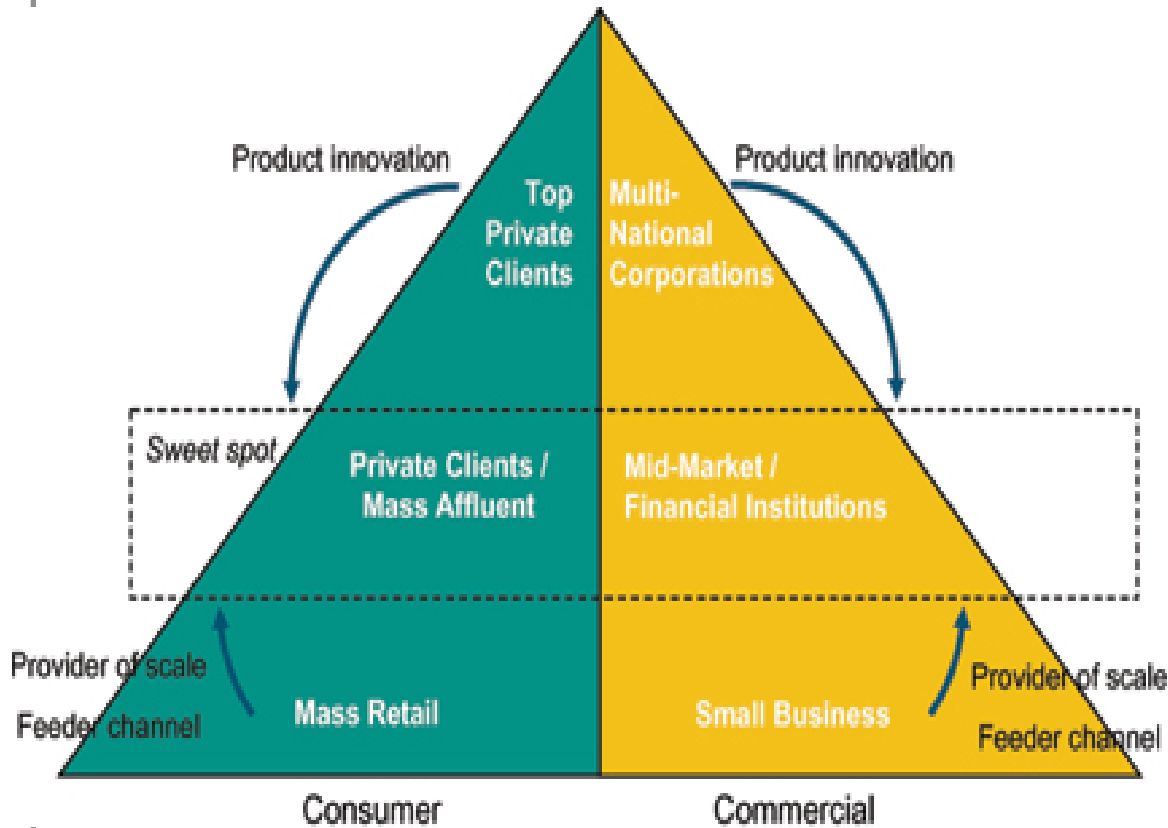 Product innovation
Product innovation
Top
Private
Clients
Multi-
National
Corporations
Sweet spot
Private Clients /
Mass Affluent
Mid-Market /
Financial Institutions
Provider of scale
Feeder channel
Mass Retail
Small Business
Provider of scale
Feeder channel
Consumer
Commercial